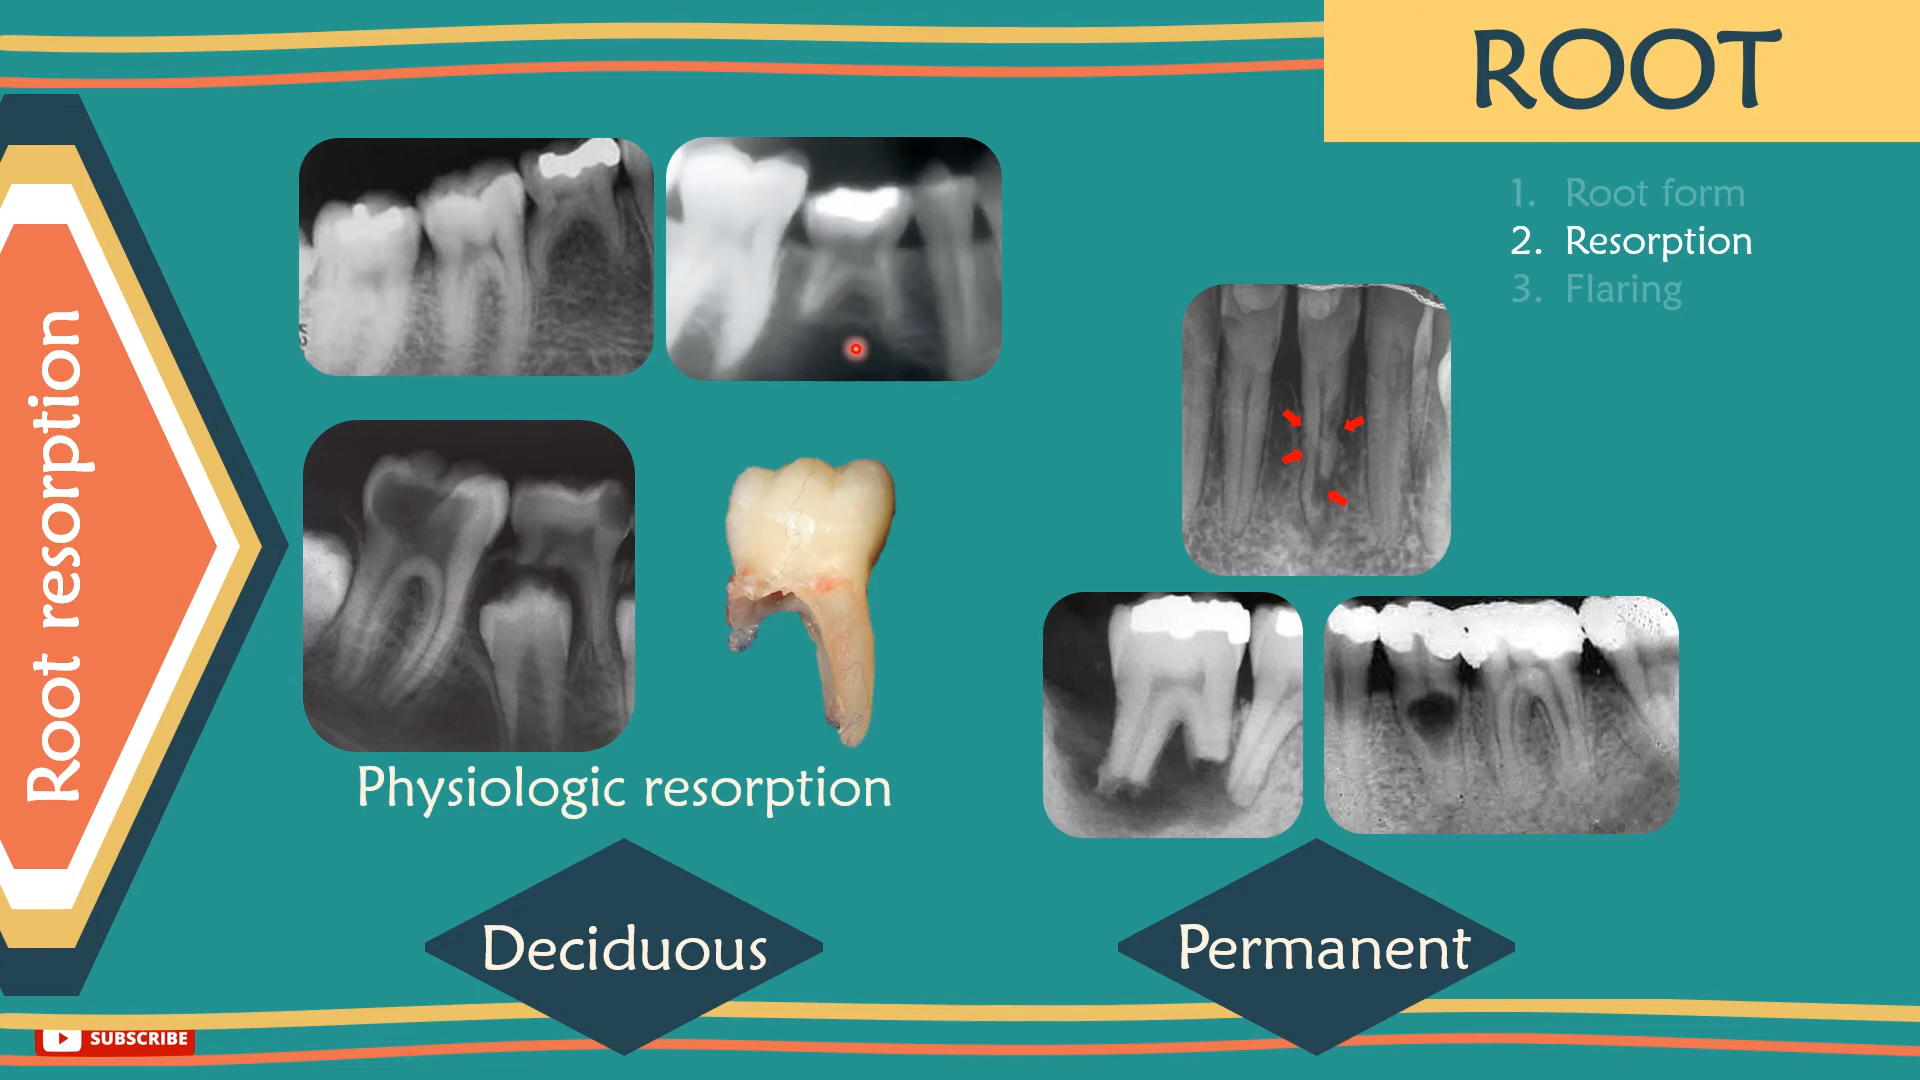 ROOT
1. Root form
2. Resorption
3. Flaring
Root resorption
Physiologic resorption
Deciduous
Permanent
SUBSCRIBE